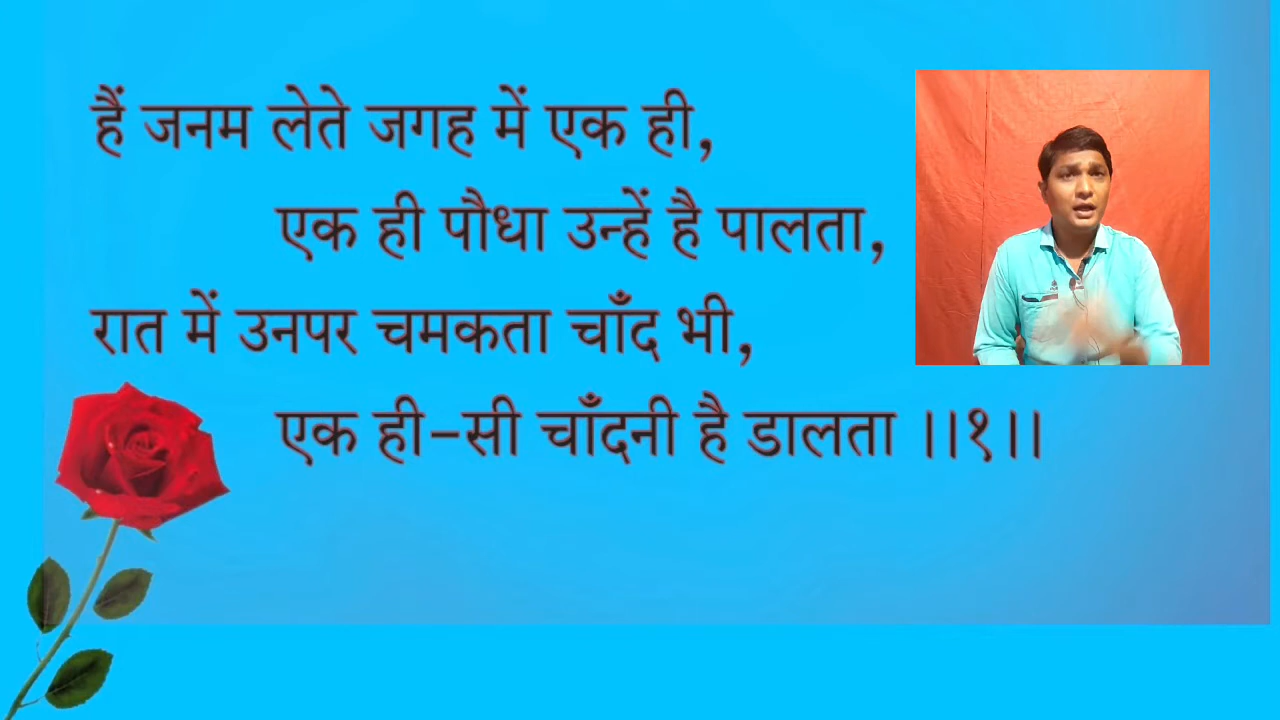 हैं जनम लेते जगह में एक ही,
एक ही पौधा उन्हें है पालता,
रात में उनपर चमकता चाँद भी,
एक ही-सी चाँदनी है डालता ।।१।।